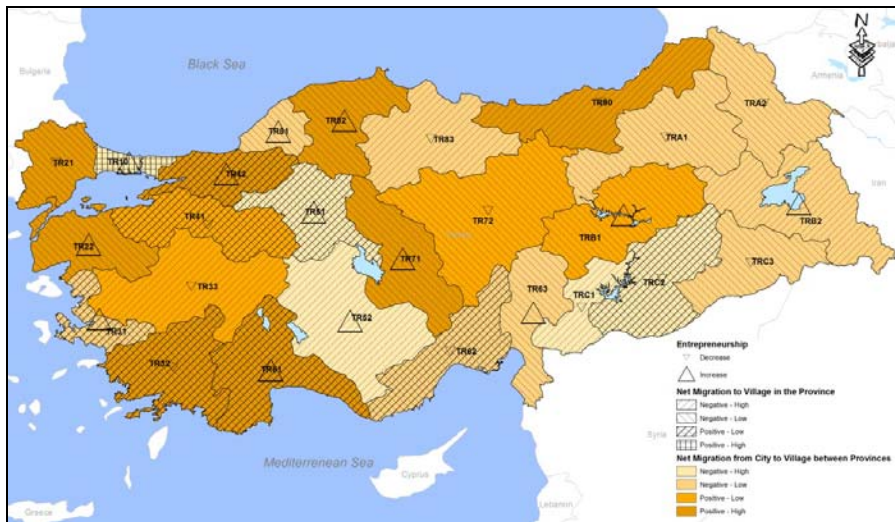 N
Bulgaria
Black Sea
Armenia
Iran
TR82
TR90
TRA2
TR81
TR21
TR10
TR83
TRA1
TR42
TR51
TR41
TRB2
TR72
TRB1
TR22
TR71
TRC3
TRC2
TR33
TR63
TRC1
TR52
TR31
TR62
TR32
TR61
Syria
Mediterrenean Sea
Cyprus
Lebanon
Greece
Entrepreneurship
Decrease
Increase
Net Migration to Village in the Province
Negative - High
Negative - Low
Positive - Low
Positive - High
Net Migration from City to Village between Provinces
Negative - High
Negative - Low
Positive - Low
Positive - High